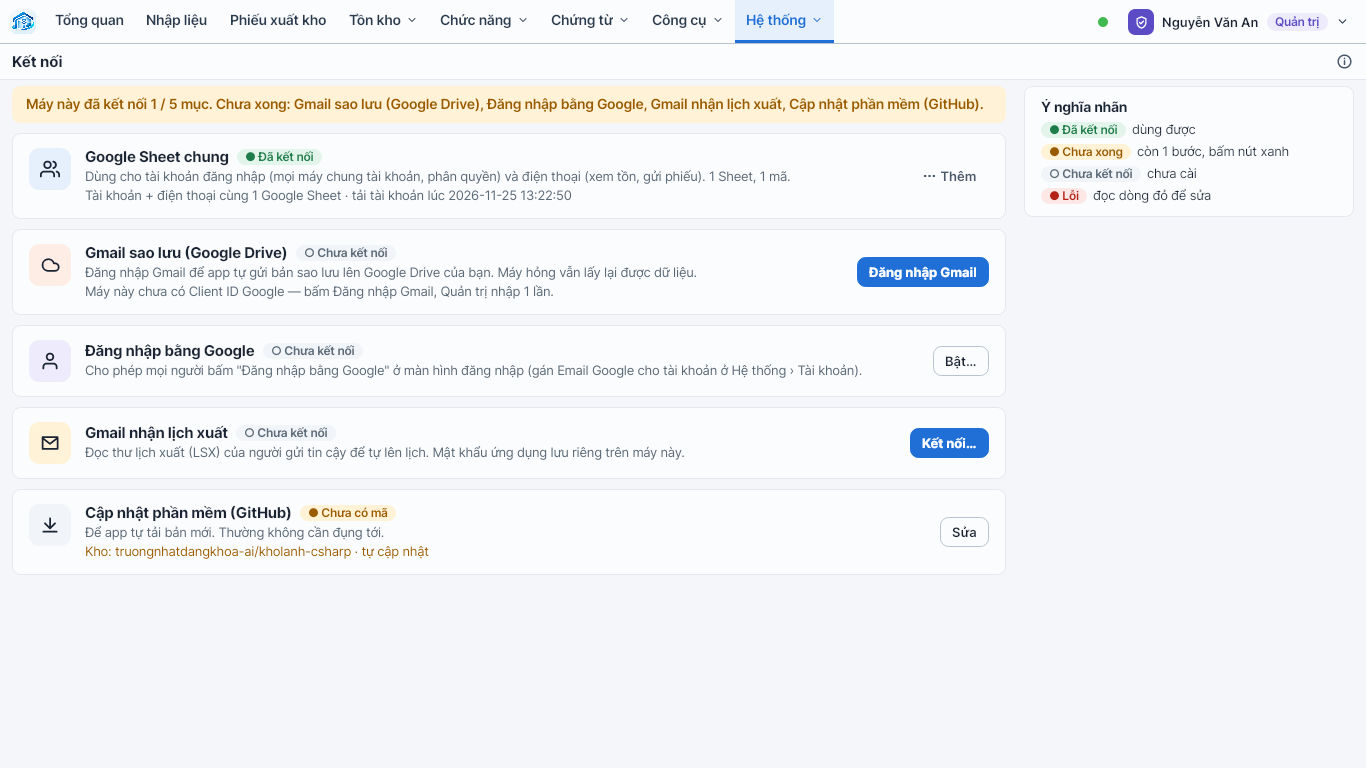 Tổng quan Nhập liệu Phiếu xuất kho Tồn kho Chức năng Chứng từ Công cụ Hệ thống Nguyễn Văn An Quản trị
Kết nối
Máy này đã kết nối 1 / 5 mục. Chưa xong: Gmail sao lưu (Google Drive), Đăng nhập bằng Google, Gmail nhận lịch xuất, Cập nhật phần mềm (GitHub).
Google Sheet chung Đã kết nối
Dùng cho tài khoản đăng nhập (mọi máy chung tài khoản, phân quyền) và điện thoại (xem tồn, gửi phiếu). 1 Sheet, 1 mã.
Tài khoản + điện thoại cùng 1 Google Sheet · tải tài khoản lúc 2026-11-25 13:22:50
··· Thêm
Gmail sao lưu (Google Drive) Chưa kết nối
Đăng nhập Gmail để app tự gửi bản sao lưu lên Google Drive của bạn. Máy hỏng vẫn lấy lại được dữ liệu.
Máy này chưa có Client ID Google — bấm Đăng nhập Gmail, Quản trị nhập 1 lần.
Đăng nhập Gmail
Đăng nhập bằng Google Chưa kết nối
Cho phép mọi người bấm "Đăng nhập bằng Google" ở màn hình đăng nhập (gán Email Google cho tài khoản ở Hệ thống › Tài khoản).
Bật...
Gmail nhận lịch xuất Chưa kết nối
Đọc thư lịch xuất (LSX) của người gửi tin cậy để tự lên lịch. Mật khẩu ứng dụng lưu riêng trên máy này.
Kết nối...
Cập nhật phần mềm (GitHub) Chưa có mã
Để app tự tải bản mới. Thường không cần đụng tới.
Kho: truongnhatdangkhoa-ai/kholanh-csharp · tự cập nhật
Sửa
Ý nghĩa nhãn
Đã kết nối dùng được
Chưa xong còn 1 bước, bấm nút xanh
Chưa kết nối chưa cài
Lỗi đọc dòng đỏ để sửa